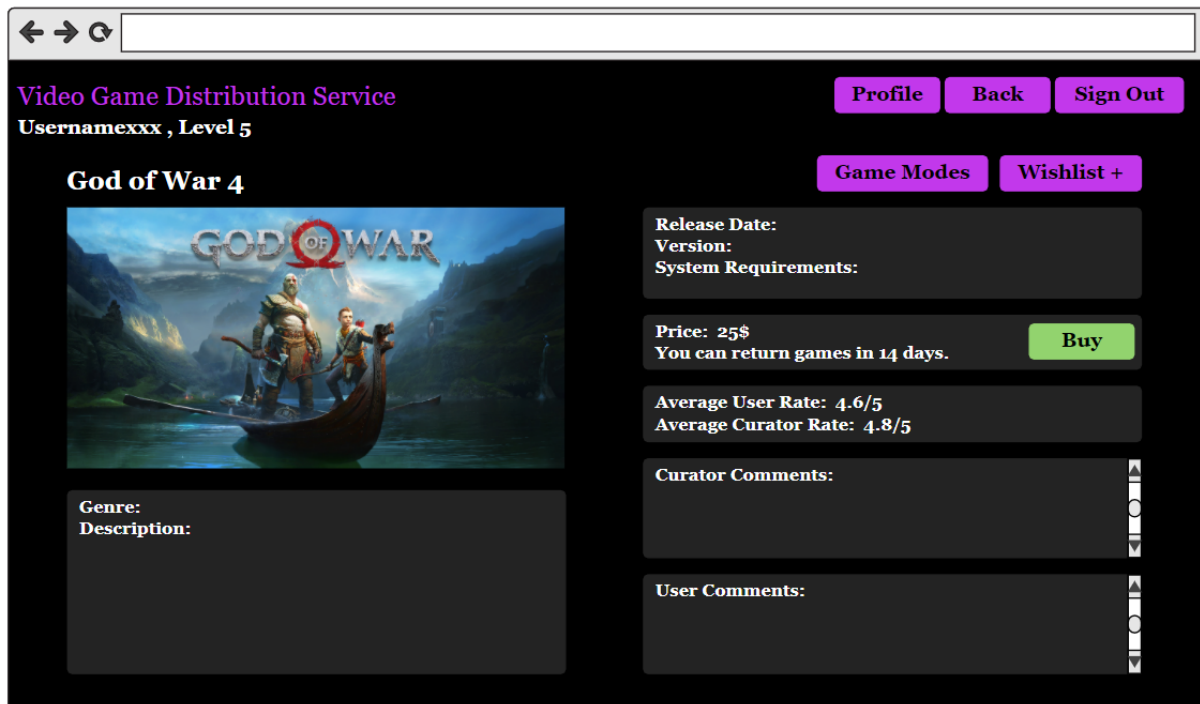 Video Game Distribution Service
Usernamexxx , Level 5
Profile
Back
Sign Out
God of War 4
Game Modes
Wishlist +
GOD OF WAR
Genre:
Description:
Release Date:
Version:
System Requirements:
Price:  25$
You can return games in 14 days.
Buy
Average User Rate:  4.6/5
Average Curator Rate:  4.8/5
Curator Comments:
User Comments: